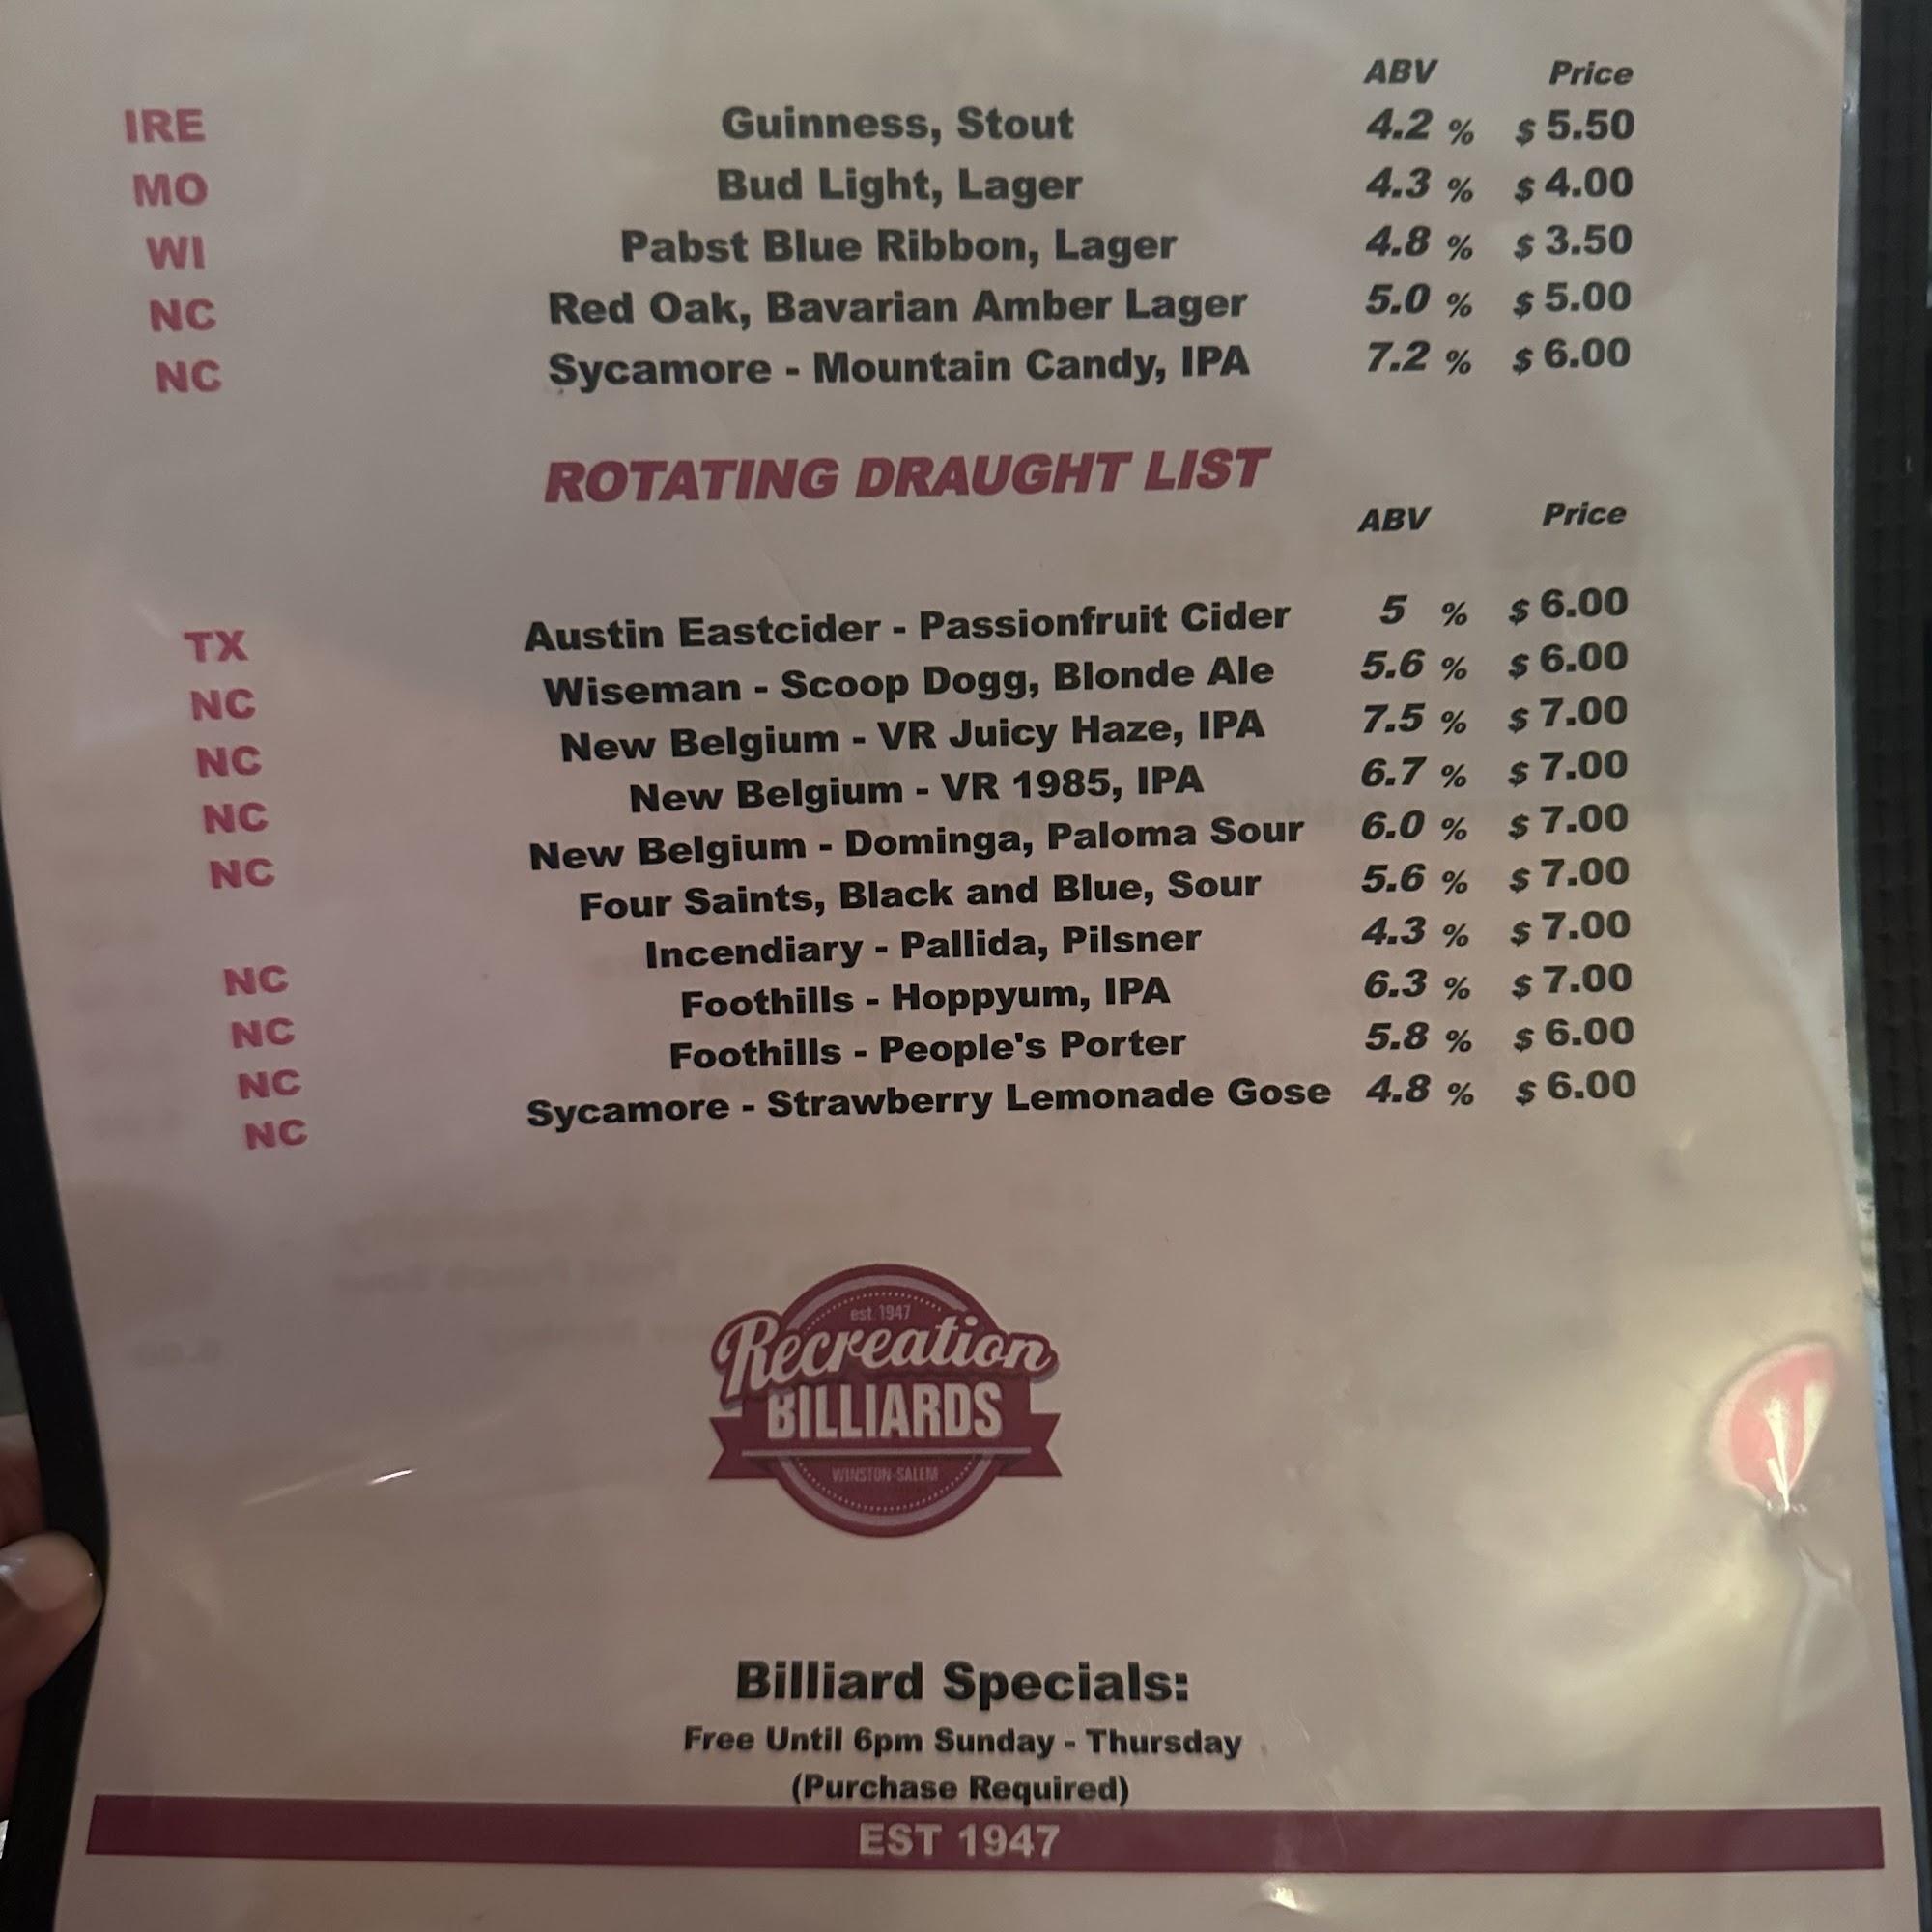 ABV Price
IRE Guinness, Stout 4.2 % $ 5.50
MO Bud Light, Lager 4.3 % $ 4.00
WI Pabst Blue Ribbon, Lager 4.8 % $ 3.50
NC Red Oak, Bavarian Amber Lager 5.0 % $ 5.00
NC Sycamore - Mountain Candy, IPA 7.2 % $ 6.00
ROTATING DRAUGHT LIST
ABV Price
TX Austin Eastcider - Passionfruit Cider 5 % $ 6.00
NC Wiseman - Scoop Dogg, Blonde Ale 5.6 % $ 6.00
NC New Belgium - VR Juicy Haze, IPA 7.5 % $ 7.00
NC New Belgium - VR 1985, IPA 6.7 % $ 7.00
NC New Belgium - Dominga, Paloma Sour 6.0 % $ 7.00
Four Saints, Black and Blue, Sour 5.6 % $ 7.00
NC Incendiary - Pallida, Pilsner 4.3 % $ 7.00
NC Foothills - Hoppyum, IPA 6.3 % $ 7.00
NC Foothills - People's Porter 5.8 % $ 6.00
NC Sycamore - Strawberry Lemonade Gose 4.8 % $ 6.00
est. 1947
Recreation
BILLIARDS
WINSTON-SALEM
Billiard Specials:
Free Until 6pm Sunday - Thursday
(Purchase Required)
EST 1947